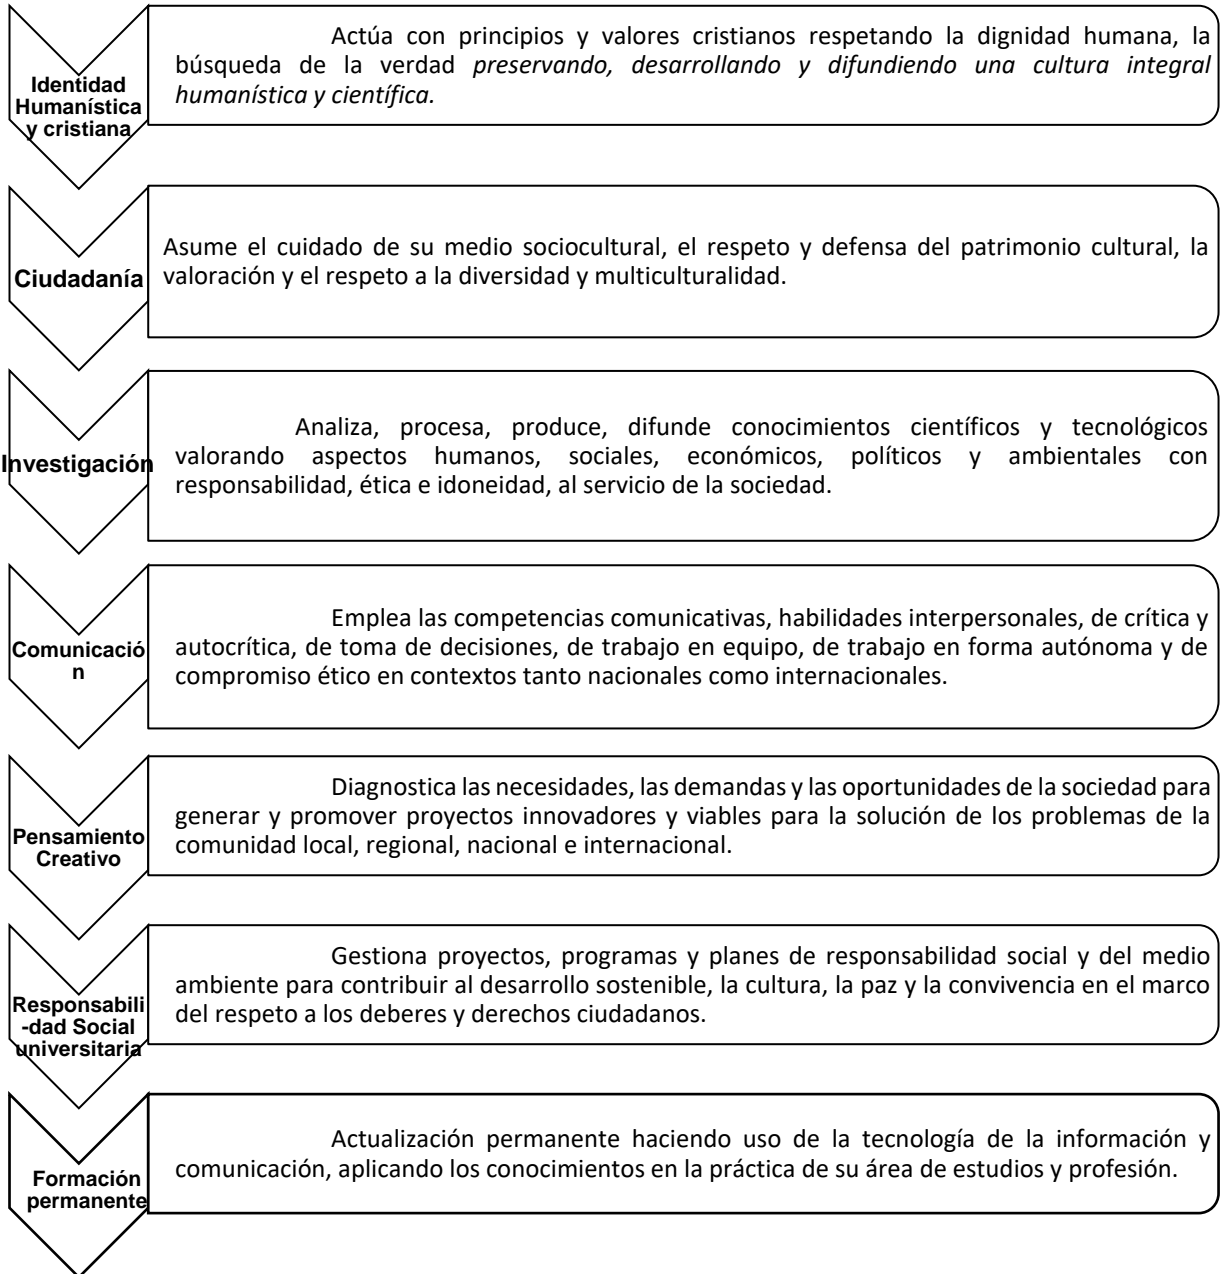 Identidad
Humanística
y cristiana
Actúa con principios y valores cristianos respetando la dignidad humana, la
búsqueda de la verdad preservando, desarrollando y difundiendo una cultura integral
humanística y científica.
Ciudadanía
Asume el cuidado de su medio sociocultural, el respeto y defensa del patrimonio cultural, la
valoración y el respeto a la diversidad y multiculturalidad.
Investigación
Analiza, procesa, produce, difunde conocimientos científicos y tecnológicos
valorando aspectos humanos, sociales, económicos, políticos y ambientales con
responsabilidad, ética e idoneidad, al servicio de la sociedad.
Comunicació
n
Emplea las competencias comunicativas, habilidades interpersonales, de crítica y
autocrítica, de toma de decisiones, de trabajo en equipo, de trabajo en forma autónoma y de
compromiso ético en contextos tanto nacionales como internacionales.
Pensamiento
Creativo
Diagnostica las necesidades, las demandas y las oportunidades de la sociedad para
generar y promover proyectos innovadores y viables para la solución de los problemas de la
comunidad local, regional, nacional e internacional.
Responsabili
-dad Social
universitaria
Gestiona proyectos, programas y planes de responsabilidad social y del medio
ambiente para contribuir al desarrollo sostenible, la cultura, la paz y la convivencia en el marco
del respeto a los deberes y derechos ciudadanos.
Formación
permanente
Actualización permanente haciendo uso de la tecnología de la información y
comunicación, aplicando los conocimientos en la práctica de su área de estudios y profesión.